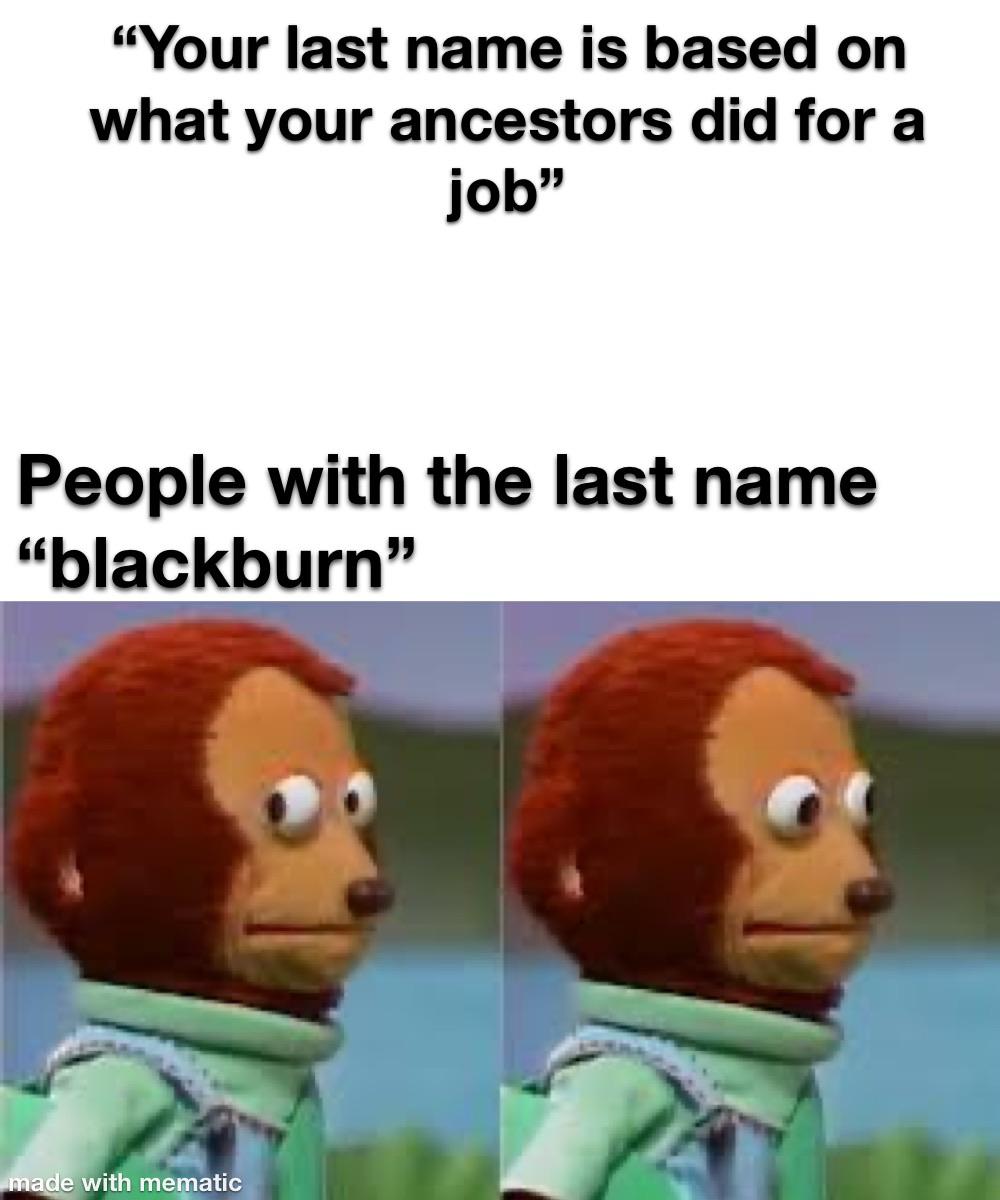 “Your last name is based on
what your ancestors did for a
job”
People with the last name
“blackburn”
made with mematic